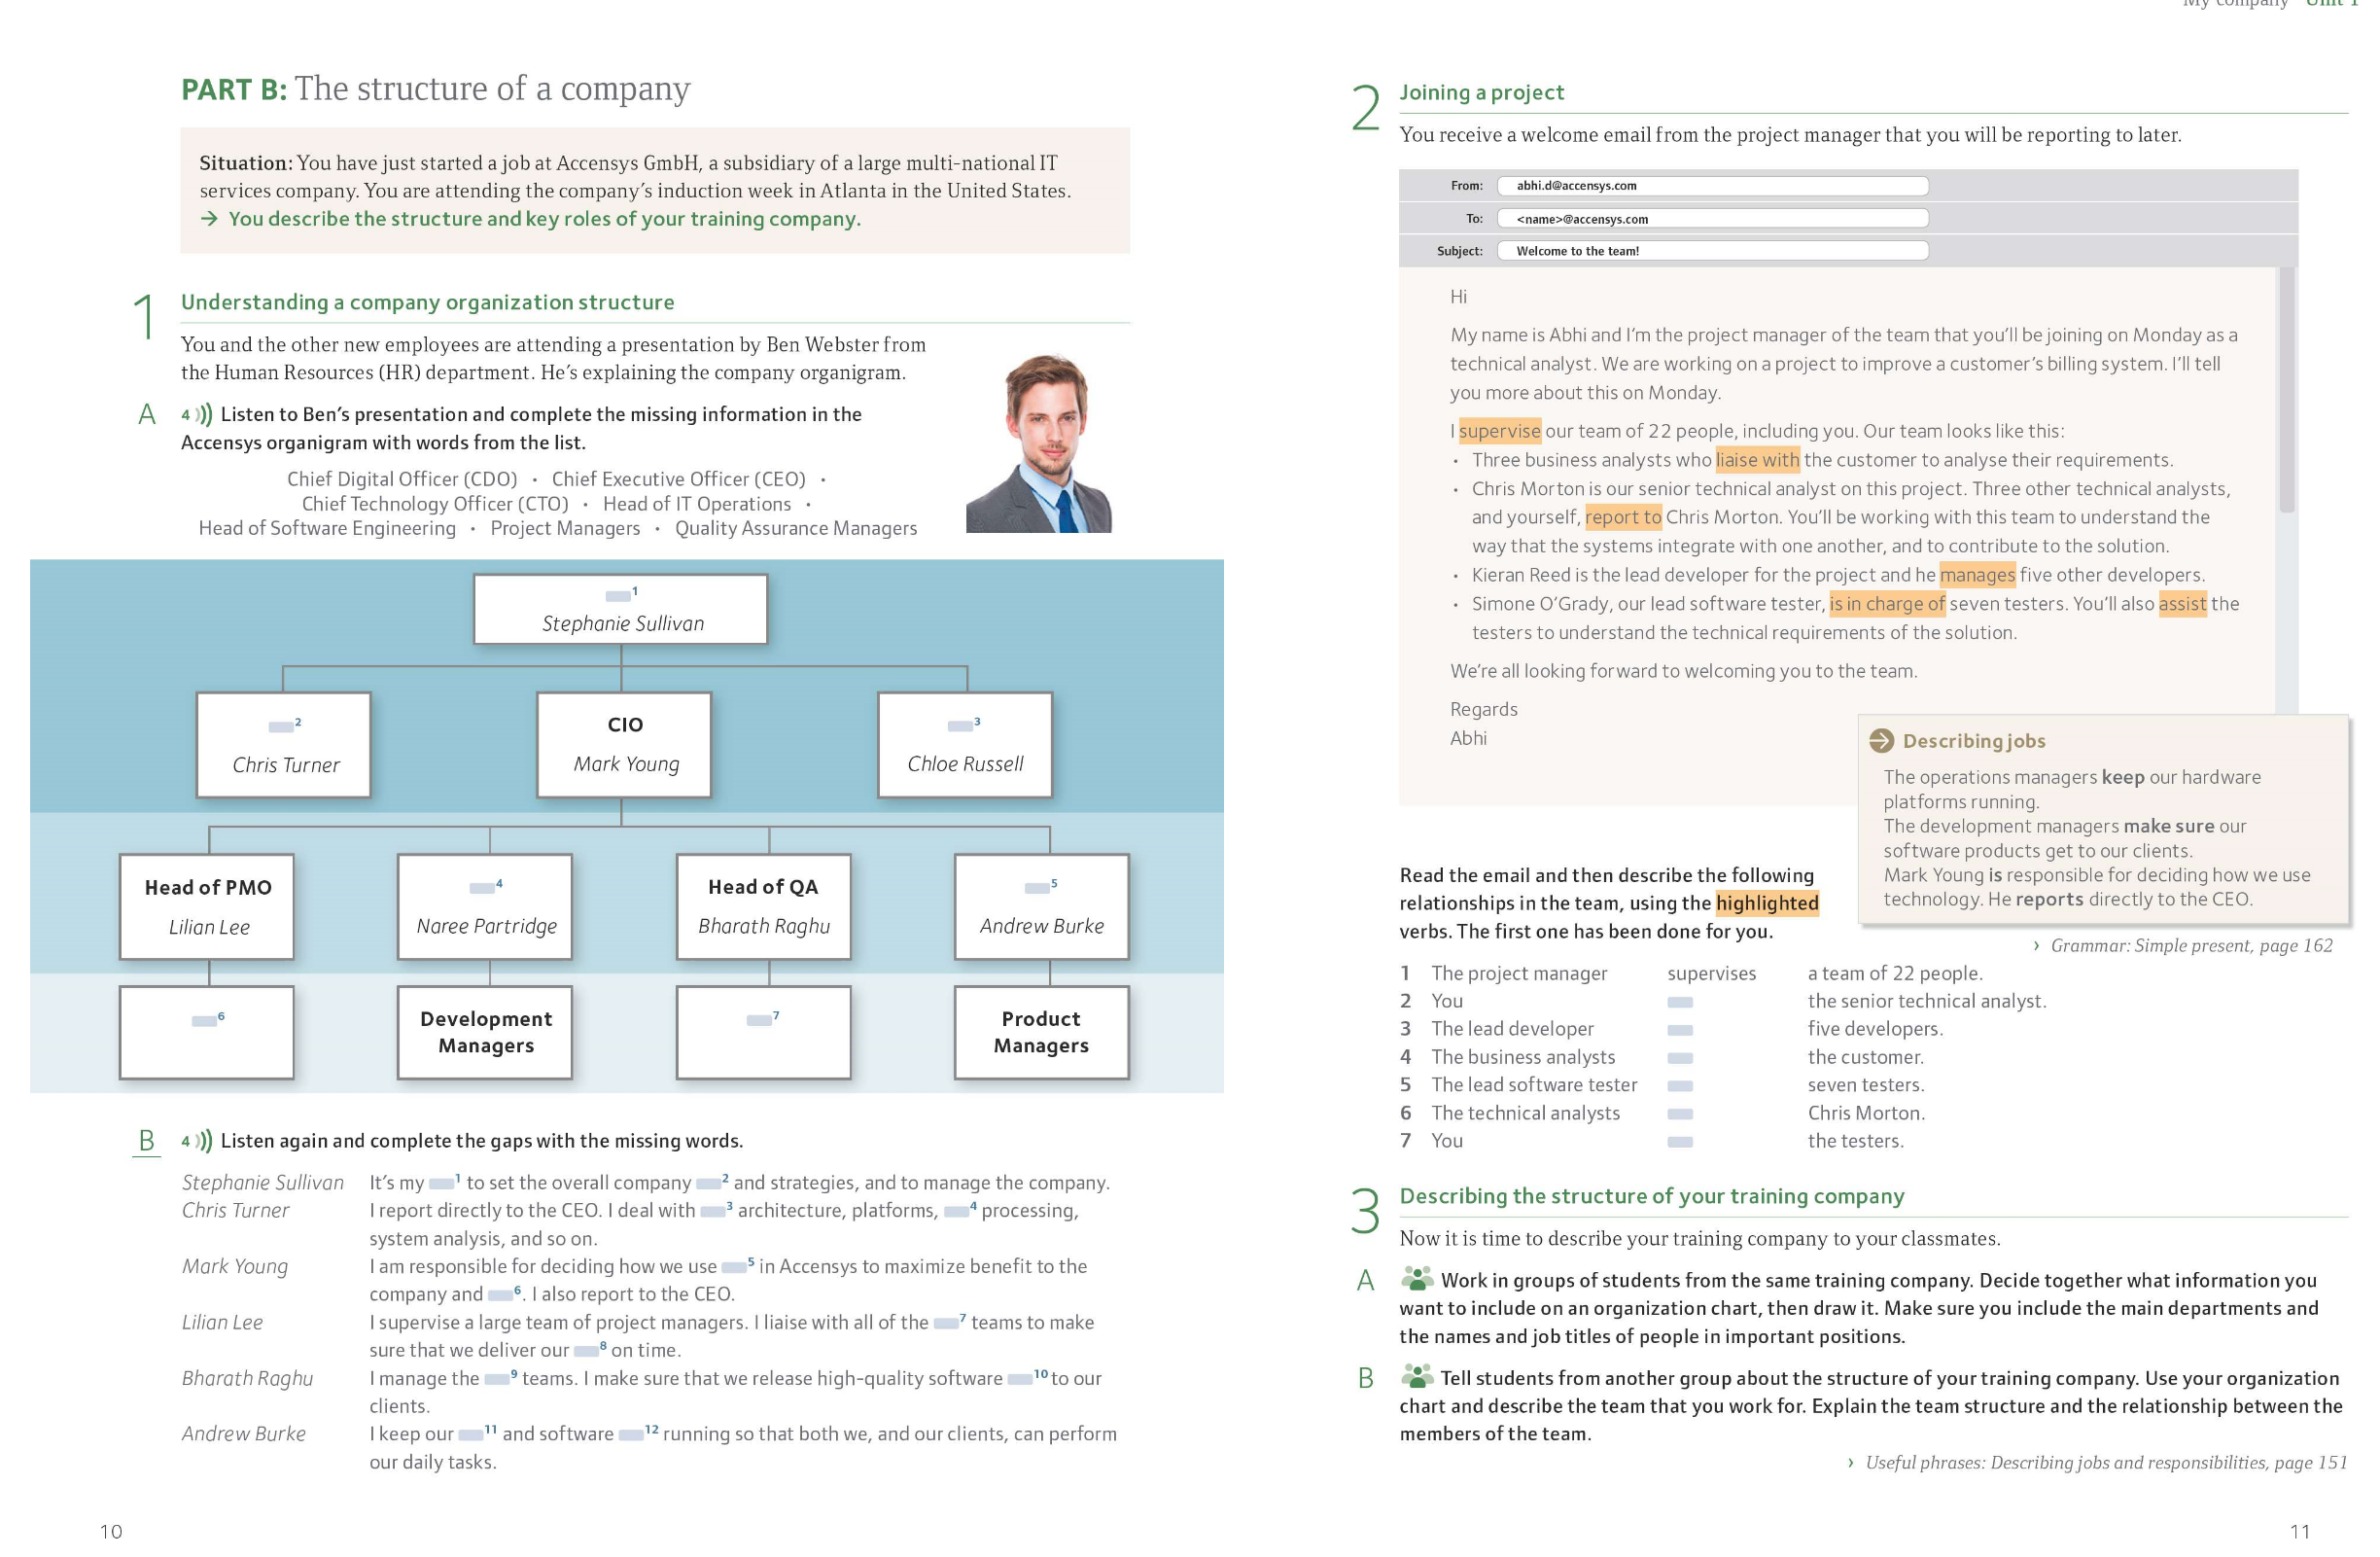 My company Unit 1
PART B: The structure of a company
Situation: You have just started a job at Accensys GmbH, a subsidiary of a large multi-national IT
services company. You are attending the company's induction week in Atlanta in the United States.
→ You describe the structure and key roles of your training company.
1 Understanding a company organization structure
You and the other new employees are attending a presentation by Ben Webster from
the Human Resources (HR) department. He's explaining the company organigram.
A 4 Listen to Ben's presentation and complete the missing information in the
Accensys organigram with words from the list.
Chief Digital Officer (CDO) • Chief Executive Officer (CEO) •
Chief Technology Officer (CTO) • Head of IT Operations •
Head of Software Engineering • Project Managers • Quality Assurance Managers
1
Stephanie Sullivan
2
Chris Turner
CIO
Mark Young
3
Chloe Russell
Head of PMO
Lilian Lee
4
Naree Partridge
Head of QA
Bharath Raghu
5
Andrew Burke
6
Development
Managers
7
Product
Managers
B 4 Listen again and complete the gaps with the missing words.
Stephanie Sullivan It's my 1 to set the overall company 2 and strategies, and to manage the company.
Chris Turner I report directly to the CEO. I deal with 3 architecture, platforms, 4 processing,
system analysis, and so on.
Mark Young I am responsible for deciding how we use 5 in Accensys to maximize benefit to the
company and 6. I also report to the CEO.
Lilian Lee I supervise a large team of project managers. I liaise with all of the 7 teams to make
sure that we deliver our 8 on time.
Bharath Raghu I manage the 9 teams. I make sure that we release high-quality software 10 to our
clients.
Andrew Burke I keep our 11 and software 12 running so that both we, and our clients, can perform
our daily tasks.
10
2 Joining a project
You receive a welcome email from the project manager that you will be reporting to later.
From: abhi.d@accensys.com
To: <name>@accensys.com
Subject: Welcome to the team!
Hi
My name is Abhi and I'm the project manager of the team that you'll be joining on Monday as a
technical analyst. We are working on a project to improve a customer's billing system. I'll tell
you more about this on Monday.
I supervise our team of 22 people, including you. Our team looks like this:
• Three business analysts who liaise with the customer to analyse their requirements.
• Chris Morton is our senior technical analyst on this project. Three other technical analysts,
and yourself, report to Chris Morton. You'll be working with this team to understand the
way that the systems integrate with one another, and to contribute to the solution.
• Kieran Reed is the lead developer for the project and he manages five other developers.
• Simone O'Grady, our lead software tester, is in charge of seven testers. You'll also assist the
testers to understand the technical requirements of the solution.
We're all looking forward to welcoming you to the team.
Regards
Abhi
Describing jobs
The operations managers keep our hardware
platforms running.
The development managers make sure our
software products get to our clients.
Mark Young is responsible for deciding how we use
technology. He reports directly to the CEO.
› Grammar: Simple present, page 162
Read the email and then describe the following
relationships in the team, using the highlighted
verbs. The first one has been done for you.
1 The project manager supervises a team of 22 people.
2 You the senior technical analyst.
3 The lead developer five developers.
4 The business analysts the customer.
5 The lead software tester seven testers.
6 The technical analysts Chris Morton.
7 You the testers.
3 Describing the structure of your training company
Now it is time to describe your training company to your classmates.
A Work in groups of students from the same training company. Decide together what information you
want to include on an organization chart, then draw it. Make sure you include the main departments and
the names and job titles of people in important positions.
B Tell students from another group about the structure of your training company. Use your organization
chart and describe the team that you work for. Explain the team structure and the relationship between the
members of the team.
› Useful phrases: Describing jobs and responsibilities, page 151
11